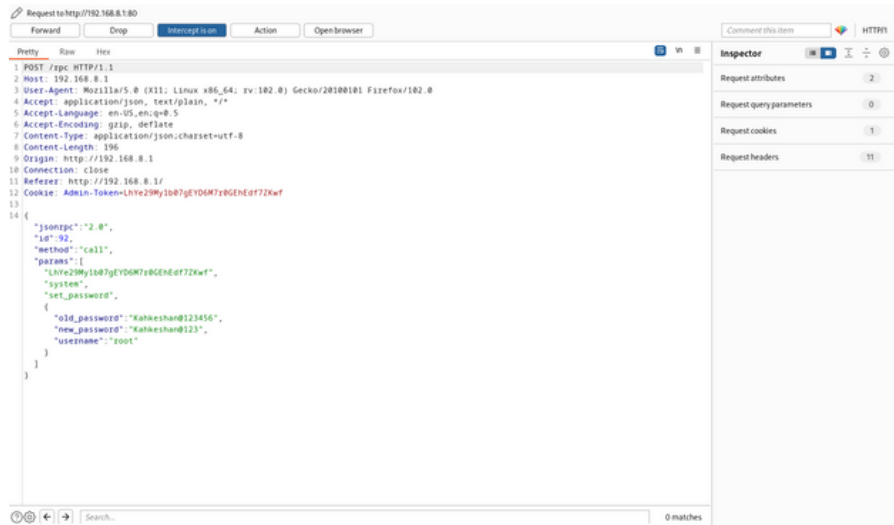 Request to http://192.168.8.1:80
Forward Drop Intercept is on Action Open browser Comment this item HTTP/1
Pretty Raw Hex \n Inspector
1 POST /rpc HTTP/1.1
2 Host: 192.168.8.1
3 User-Agent: Mozilla/5.0 (X11; Linux x86_64; rv:102.0) Gecko/20100101 Firefox/102.0
4 Accept: application/json, text/plain, */*
5 Accept-Language: en-US,en;q=0.5
6 Accept-Encoding: gzip, deflate
7 Content-Type: application/json;charset=utf-8
8 Content-Length: 196
9 Origin: http://192.168.8.1
10 Connection: close
11 Referer: http://192.168.8.1/
12 Cookie: Admin-Token=LhYe29My1b07gEYD6M7r0GEhEdf7ZKwf
13
14 {
"jsonrpc":"2.0",
"id":92,
"method":"call",
"params":[
"LhYe29My1b07gEYD6M7r0GEhEdf7ZKwf",
"system",
"set_password",
{
"old_password":"Kahkeshan@123456",
"new_password":"Kahkeshan@123",
"username":"root"
}
]
}
Request attributes 2
Request query parameters 0
Request cookies 1
Request headers 11
Search... 0 matches